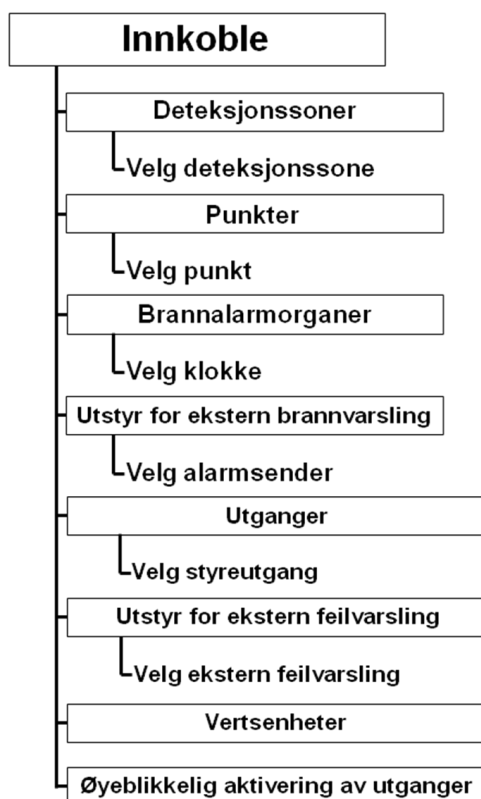 Innkoble
Deteksjonssoner
Velg deteksjonssone
Punkter
Velg punkt
Brannalarmorganer
Velg klokke
Utstyr for ekstern brannvarsling
Velg alarmsender
Utganger
Velg styreutgang
Utstyr for ekstern feilvarsling
Velg ekstern feilvarsling
Vertsenheter
Øyeblikkelig aktivering av utganger